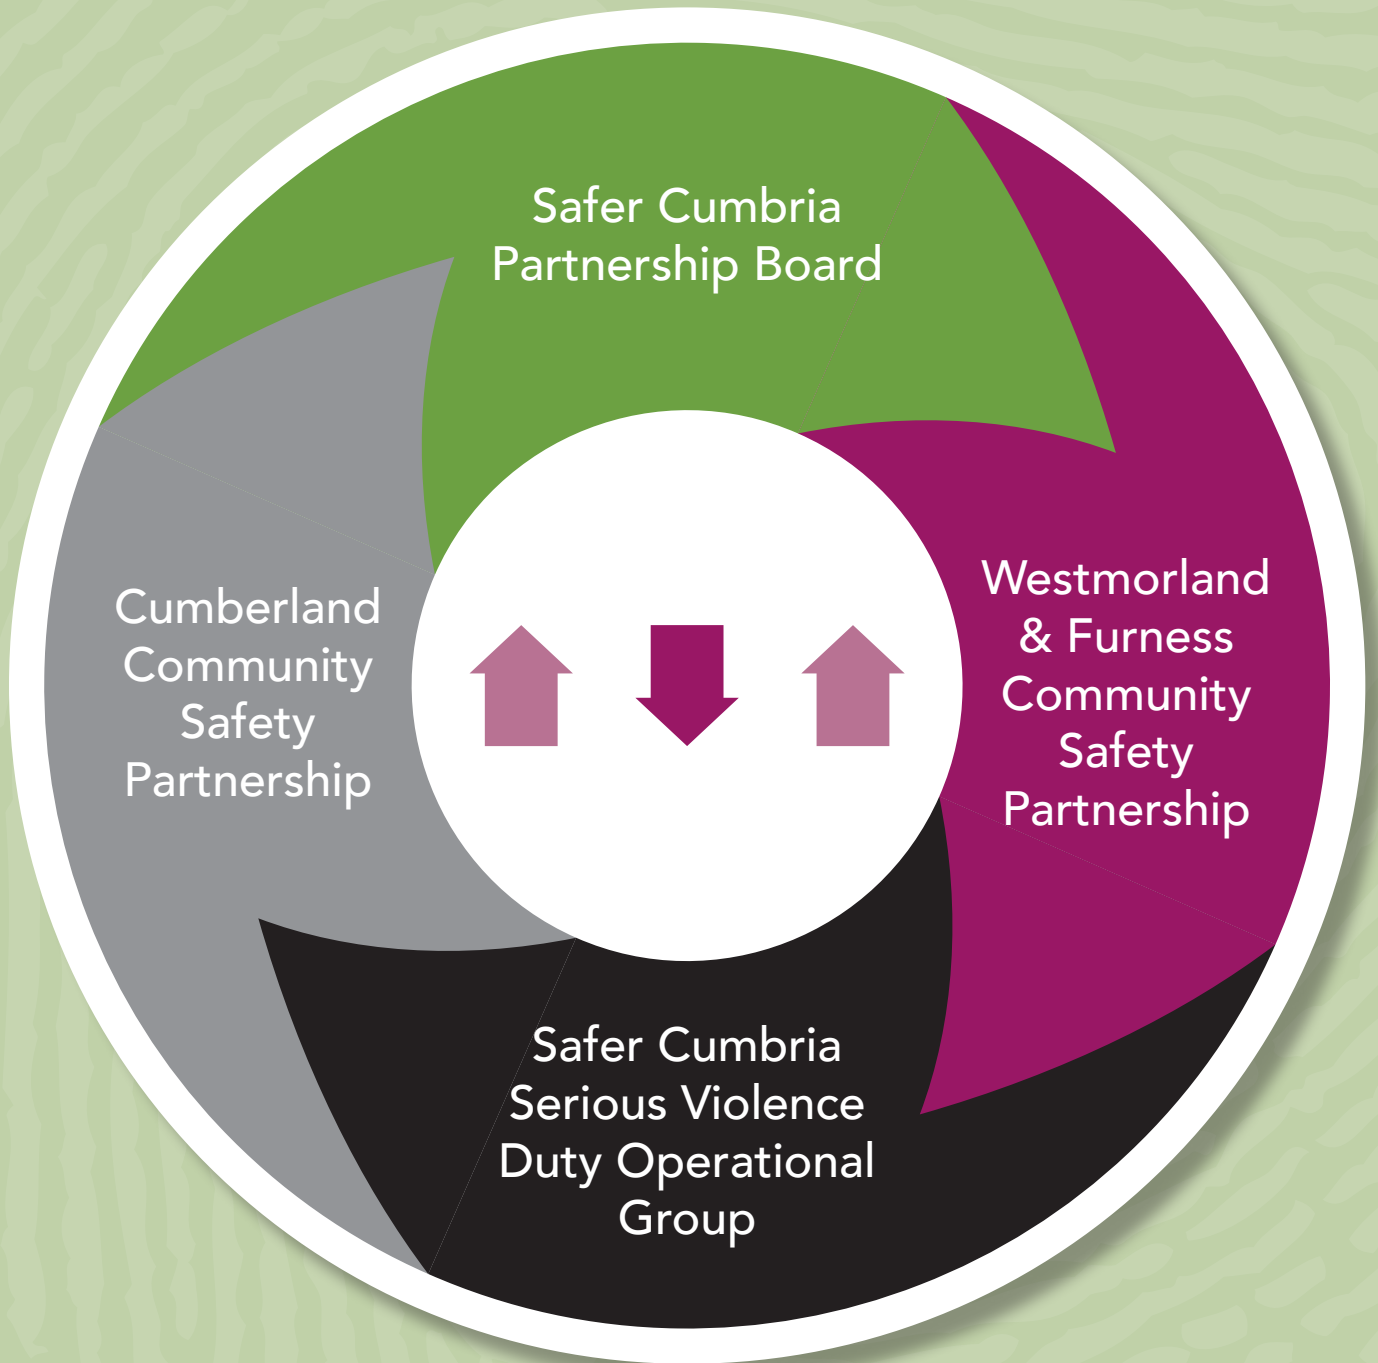 Safer Cumbria
Partnership Board
Westmorland
& Furness
Community
Safety
Partnership
Safer Cumbria
Serious Violence
Duty Operational
Group
Cumberland
Community
Safety
Partnership